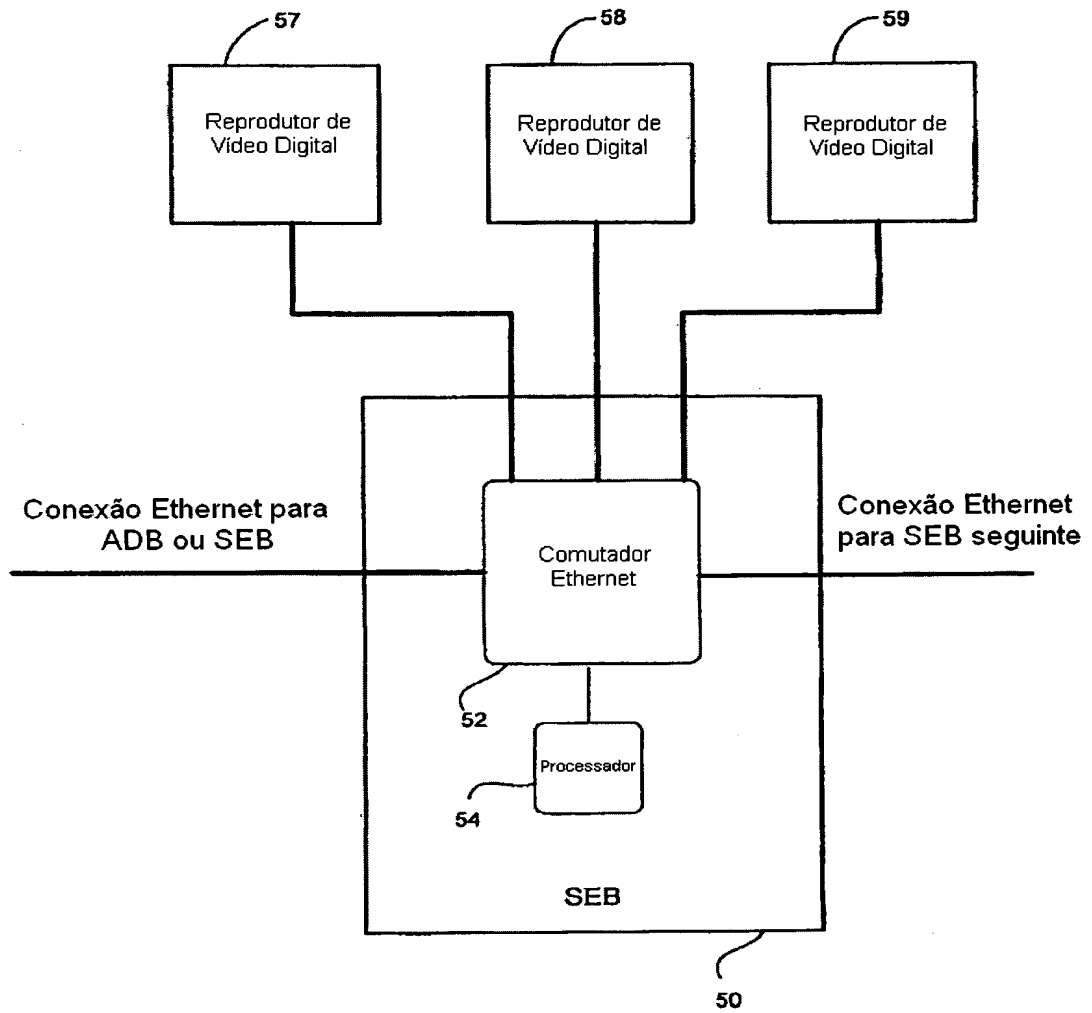 57
58
59
Reprodutor de
Vídeo Digital
Reprodutor de
Vídeo Digital
Reprodutor de
Vídeo Digital
Conexão Ethernet para
ADB ou SEB
Comutador
Ethernet
Conexão Ethernet
para SEB seguinte
52
Processador
54
SEB
50